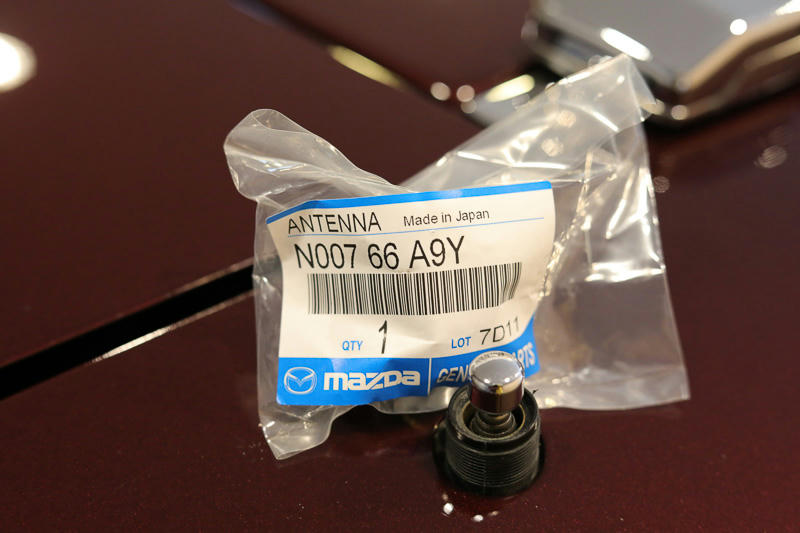 ANTENNA Made in Japan
N007 66 A9Y
QTY 1 LOT 7D11
mazda